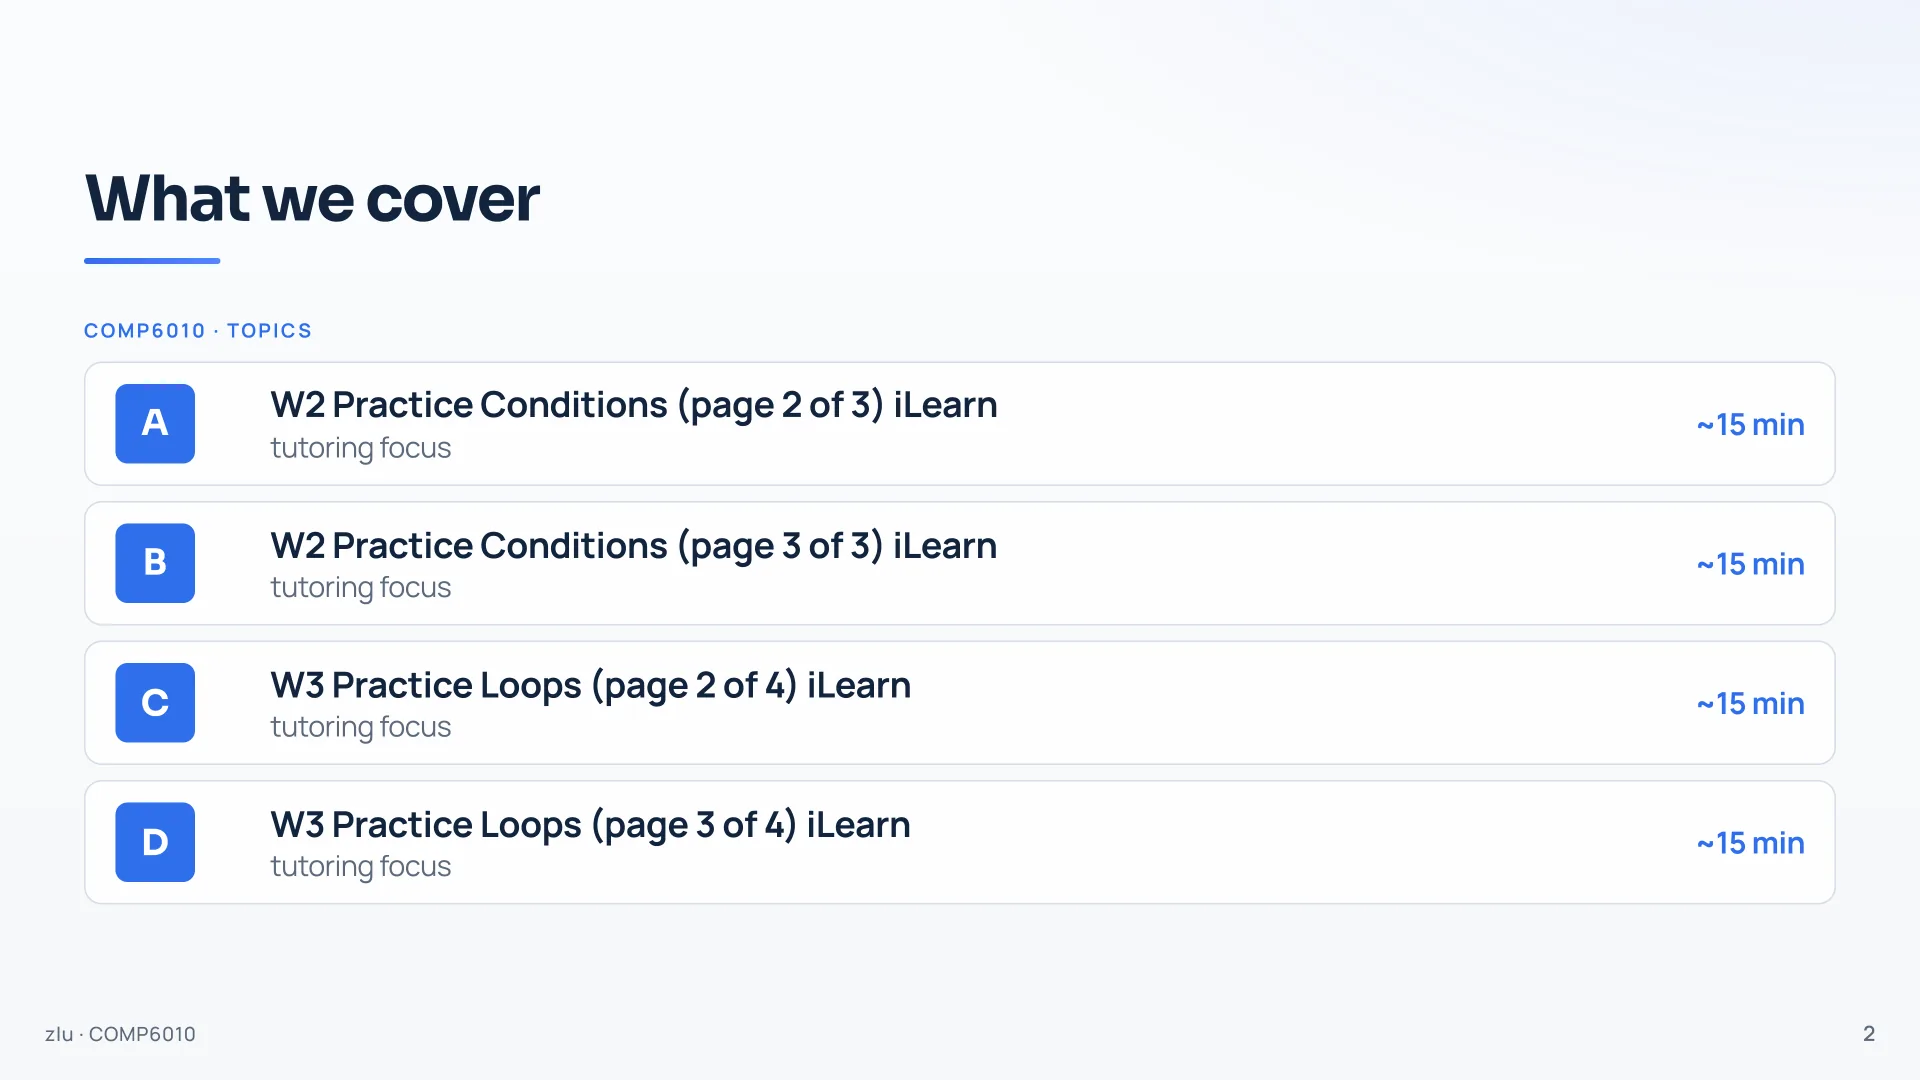 What we cover
COMP6010 · TOPICS
A
W2 Practice Conditions (page 2 of 3) iLearn
tutoring focus
~15 min
B
W2 Practice Conditions (page 3 of 3) iLearn
tutoring focus
~15 min
C
W3 Practice Loops (page 2 of 4) iLearn
tutoring focus
~15 min
D
W3 Practice Loops (page 3 of 4) iLearn
tutoring focus
~15 min
zlu · COMP6010
2